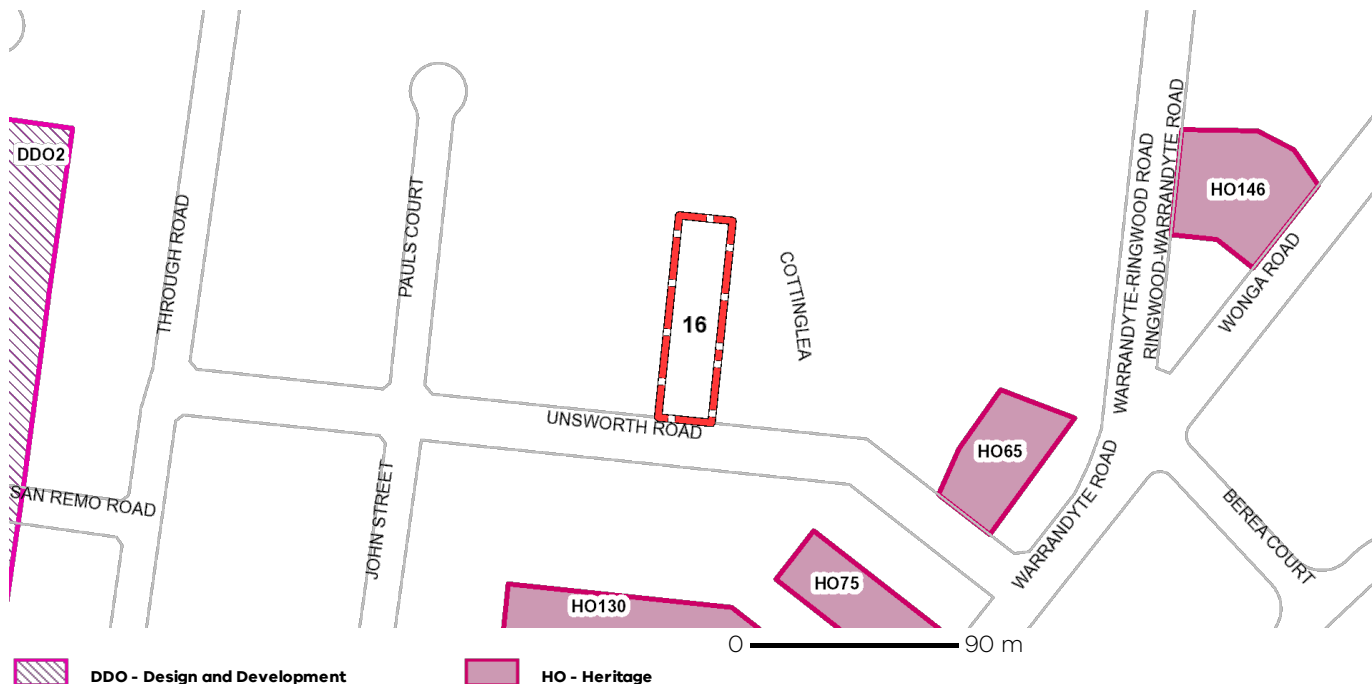 DDO2
THROUGH ROAD
PAULS COURT
16
COTTINGLEA
WARRANDYTE-RINGWOOD ROAD
RINGWOOD-WARRANDYTE ROAD
HO146
WONGA ROAD
UNSWORTH ROAD
HO65
SAN REMO ROAD
JOHN STREET
WARRANDYTE ROAD
BEREA COURT
HO75
HO130
0 90 m
DDO - Design and Development
HO - Heritage